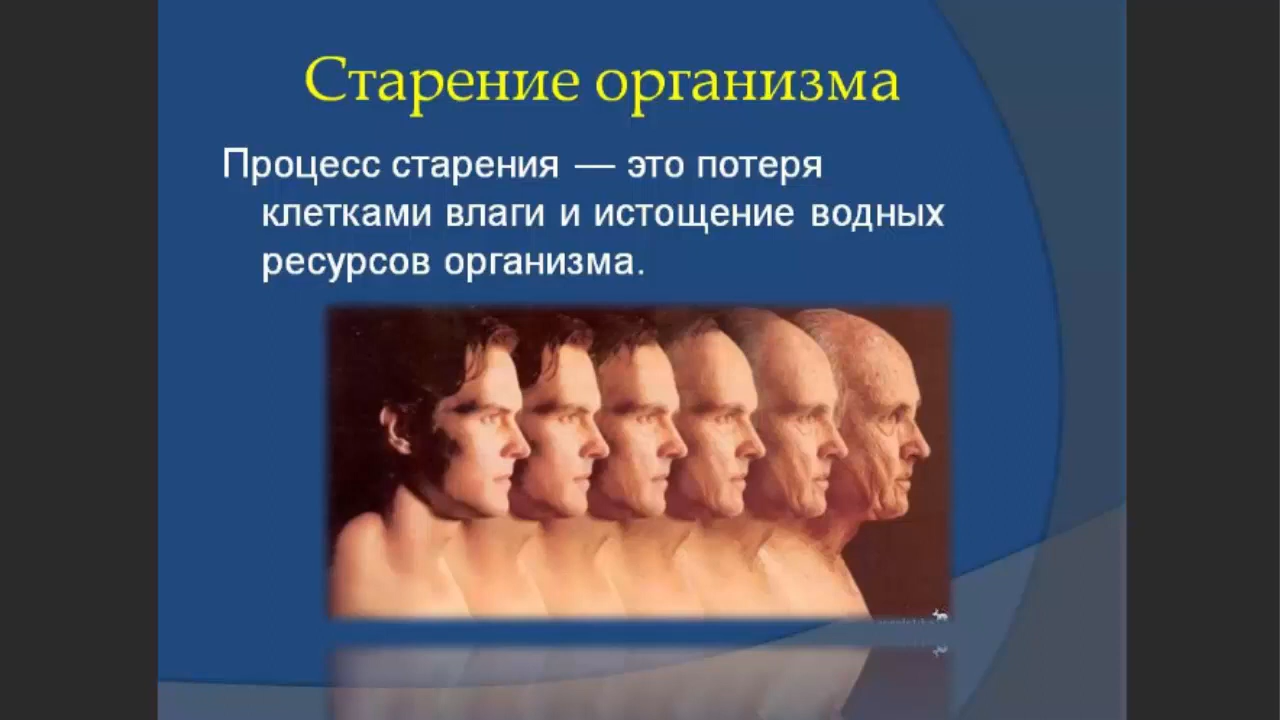 Старение организма
Процесс старения — это потеря
клетками влаги и истощение водных
ресурсов организма.